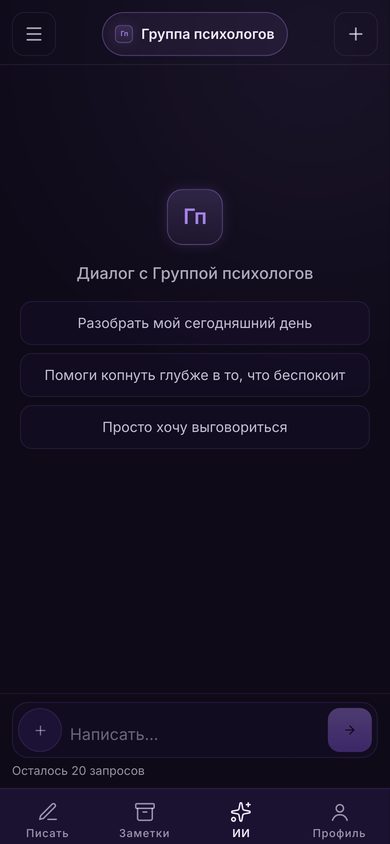 Гп Группа психологов
Гп
Диалог с Группой психологов
Разобрать мой сегодняшний день
Помоги копнуть глубже в то, что беспокоит
Просто хочу выговориться
Написать...
Осталось 20 запросов
Писать Заметки ИИ Профиль